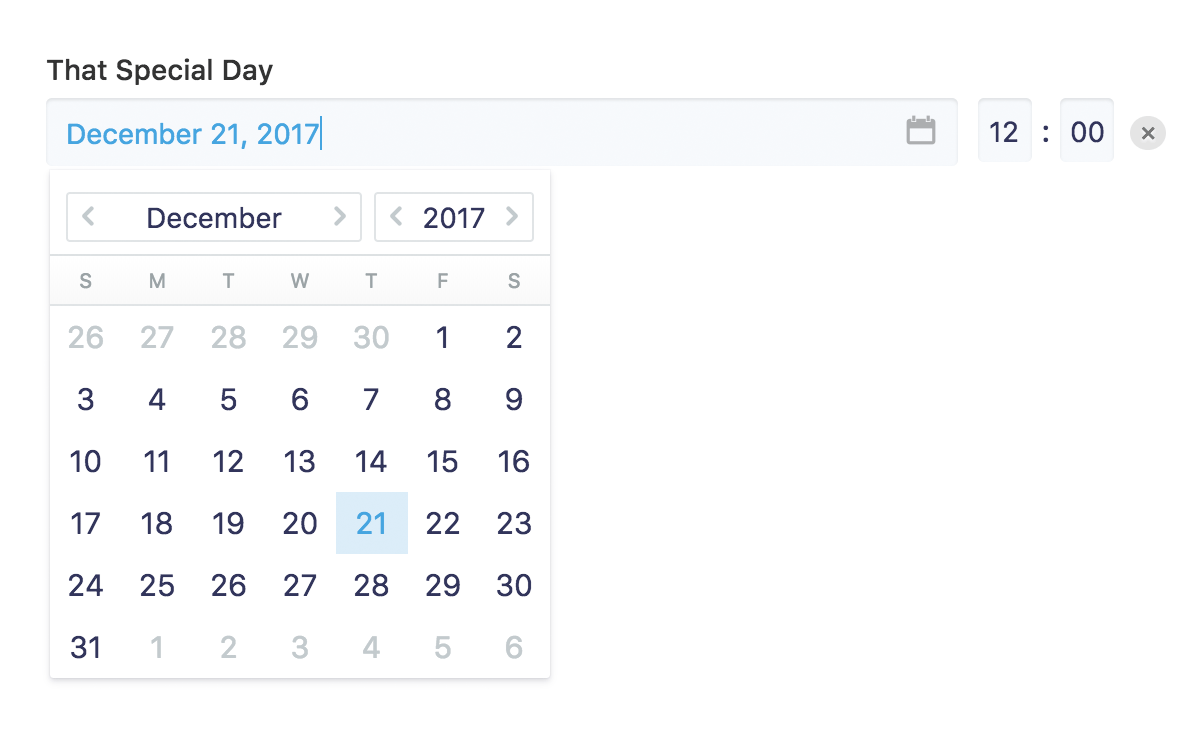 That Special Day
December 21, 2017 12 : 00
December 2017
S M T W T F S
26 27 28 29 30 1 2
3 4 5 6 7 8 9
10 11 12 13 14 15 16
17 18 19 20 21 22 23
24 25 26 27 28 29 30
31 1 2 3 4 5 6